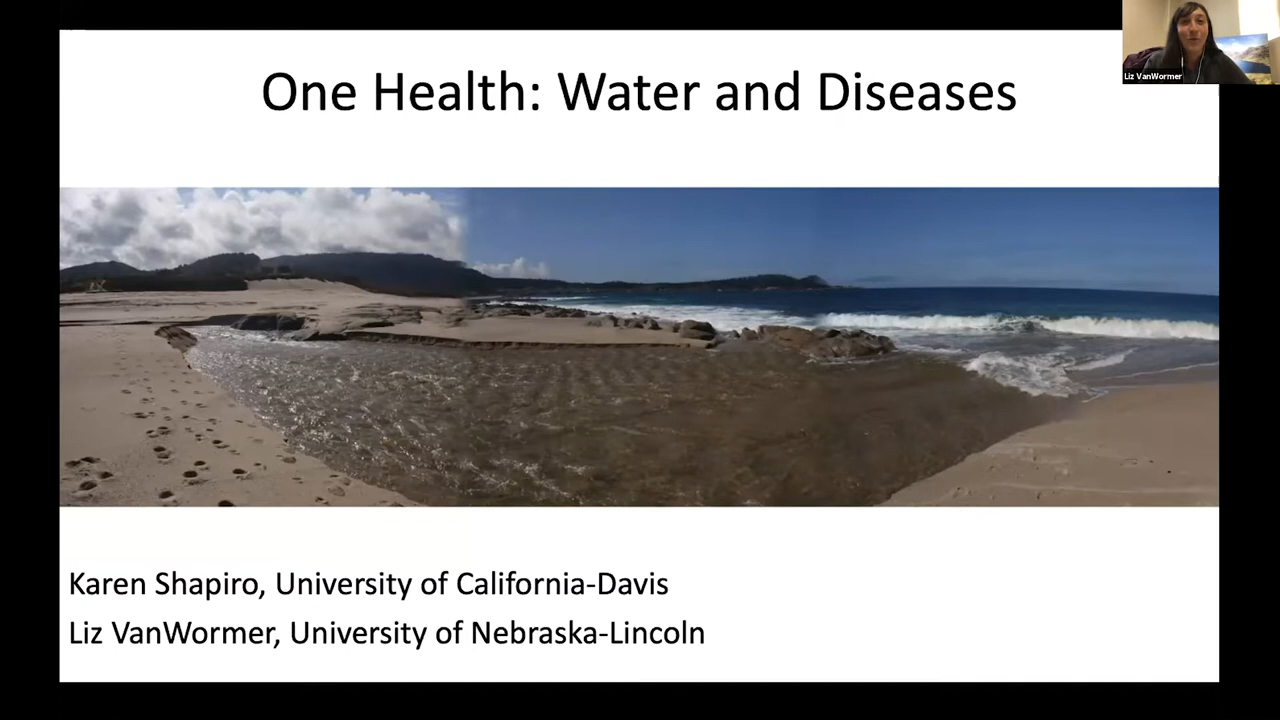 One Health: Water and Diseases
Liz VanWormer
Karen Shapiro, University of California-Davis
Liz VanWormer, University of Nebraska-Lincoln